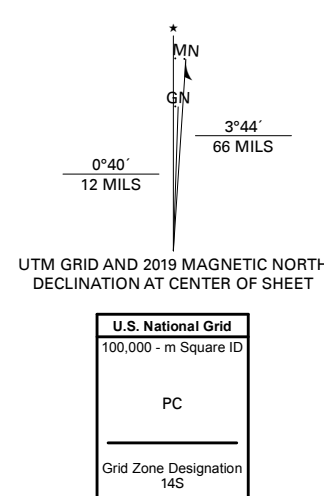 ★
MN
GN
3°44´
66 MILS
0°40´
12 MILS
UTM GRID AND 2019 MAGNETIC NORTH
DECLINATION AT CENTER OF SHEET
U.S. National Grid
100,000 - m Square ID
PC
Grid Zone Designation
14S